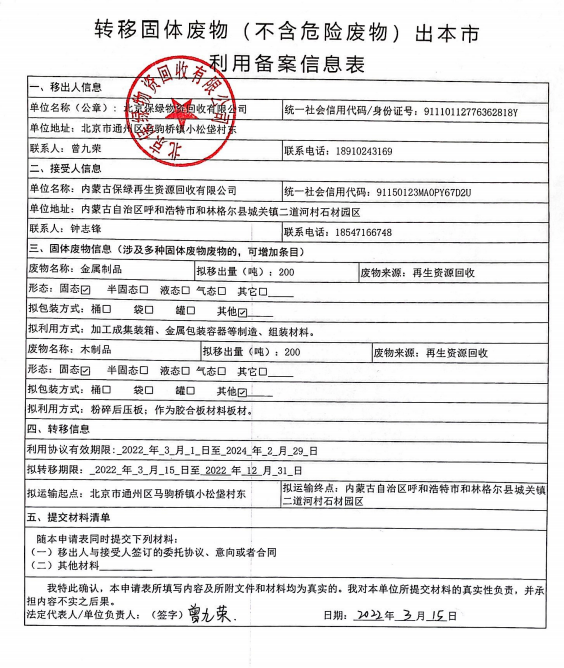 转移固体废物（不含危险废物）出本市
利用备案信息表
一、移出人信息
单位名称（公章）：北京保绿物资回收有限公司 统一社会信用代码/身份证号：91110112776362818Y
单位地址：北京市通州区马驹桥镇小松垡村东
联系人：曾九荣 联系电话：18910243169
二、接受人信息
单位名称：内蒙古保绿再生资源回收有限公司 统一社会信用代码：91150123MA0PY67D2U
单位地址：内蒙古自治区呼和浩特市和林格尔县城关镇二道河村石材园区
联系人：钟志锋 联系电话：18547166748
三、固体废物信息（涉及多种固体废物废物的，可增加条目）
废物名称：金属制品 拟移出量（吨）：200 废物来源：再生资源回收
形态：固态☑ 半固态□ 液态□ 气态□ 其它□____
拟包装方式：桶□ 袋□ 罐□ 其他☑
拟利用方式：加工成集装箱、金属包装容器等制造、组装材料。
废物名称：木制品 拟移出量（吨）：200 废物来源：再生资源回收
形态：固态☑ 半固态□ 液态□ 气态□ 其它□____
拟包装方式：桶□ 袋□ 罐□ 其他☑
拟利用方式：粉碎后压板；作为胶合板材料板材。
四、转移信息
利用协议有效期限：_2022_年_3_月_1_日至2024_年_2_月_29_日
拟转移期限：_2022_年_3_月_15_日至2022_年_12_月_31_日
拟运输起点：北京市通州区马驹桥镇小松垡村东 拟运输终点：内蒙古自治区呼和浩特市和林格尔县城关镇
二道河村石材园区
五、提交材料清单
随本申请表同时提交下列材料：
（一）移出人与接受人签订的委托协议、意向或者合同
（二）其他材料________
我特此确认，本申请表所填写内容及所附文件和材料均为真实的。我对本单位所提交材料的真实性负责，并承
担内容不实之后果。
法定代表人/单位负责人：（签字）曾九荣. 日期：2022年 3 月 15 日